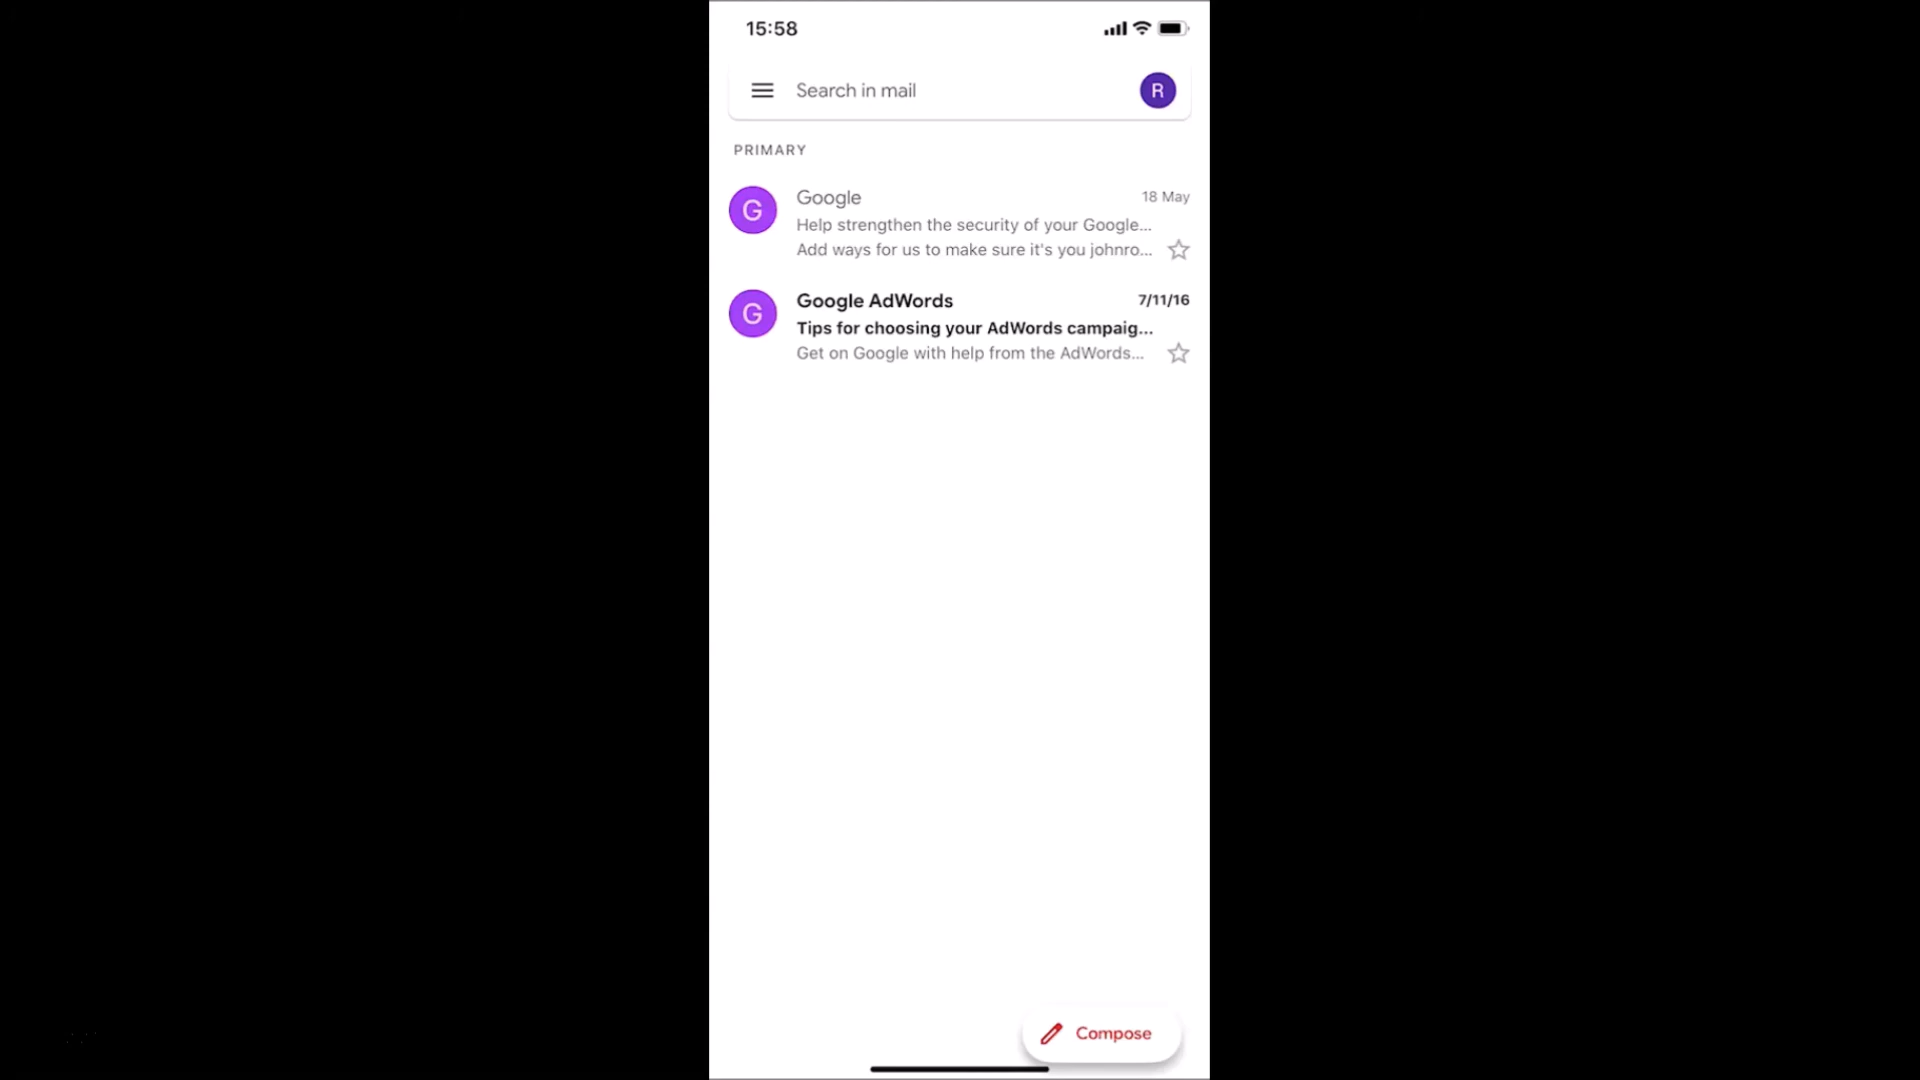 15:58
Search in mail
R
PRIMARY
G
Google
18 May
Help strengthen the security of your Google...
Add ways for us to make sure it's you johnro...
G
Google AdWords
7/11/16
Tips for choosing your AdWords campaig...
Get on Google with help from the AdWords...
Compose